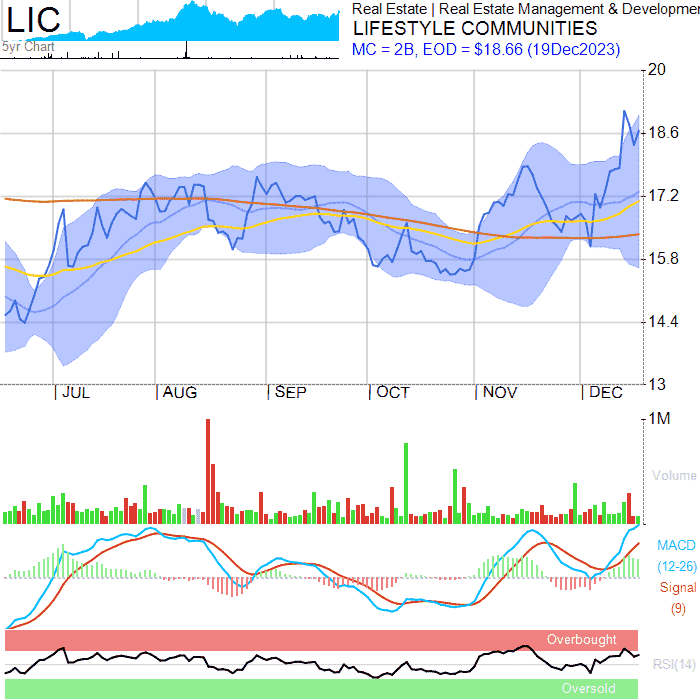 LIC
5yr Chart
Real Estate | Real Estate Management & Developmer
LIFESTYLE COMMUNITIES
MC = 2B, EOD = $18.66 (19Dec2023)
20
18.6
17.2
15.8
14.4
13
JUL AUG SEP OCT NOV DEC
1M
Volume
MACD
(12-26)
Signal
(9)
Overbought
RSI(14)
Oversold